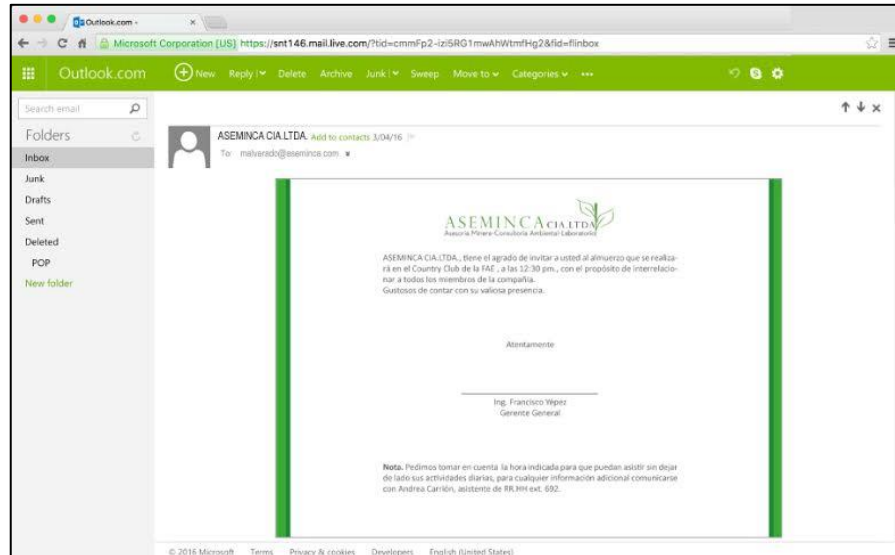 Outlook.com -
Microsoft Corporation [US] https://snt146.mail.live.com/?tid=cmmFp2-izi5RG1mwAhWtmfHg2&fid=flinbox
Outlook.com
New Reply Delete Archive Junk Sweep Move to Categories
Search email
Folders
Inbox
Junk
Drafts
Sent
Deleted
POP
New folder
ASEMINCA CIA.LTDA. Add to contacts 3/04/16
To: malverado@aseminca.com
ASEMINCA CIA.LTDA
Asesoría Minera-Consultoría Ambiental-Laboratorio
ASEMINCA CIA.LTDA., tiene el agrado de invitar a usted al almuerzo que se realiza-
rá en el Country Club de la FAE , a las 12:30 pm., con el propósito de interrelacio-
nar a todos los miembros de la compañía.
Gustosos de contar con su valiosa presencia.
Atentamente
Ing. Francisco Yépez
Gerente General
Nota. Pedimos tomar en cuenta la hora indicada para que puedan asistir sin dejar
de lado sus actividades diarias, para cualquier información adicional comunicarse
con Andrea Carrión, asistente de RR.HH ext. 692.
© 2016 Microsoft Terms Privacy & cookies Developers English (United States)